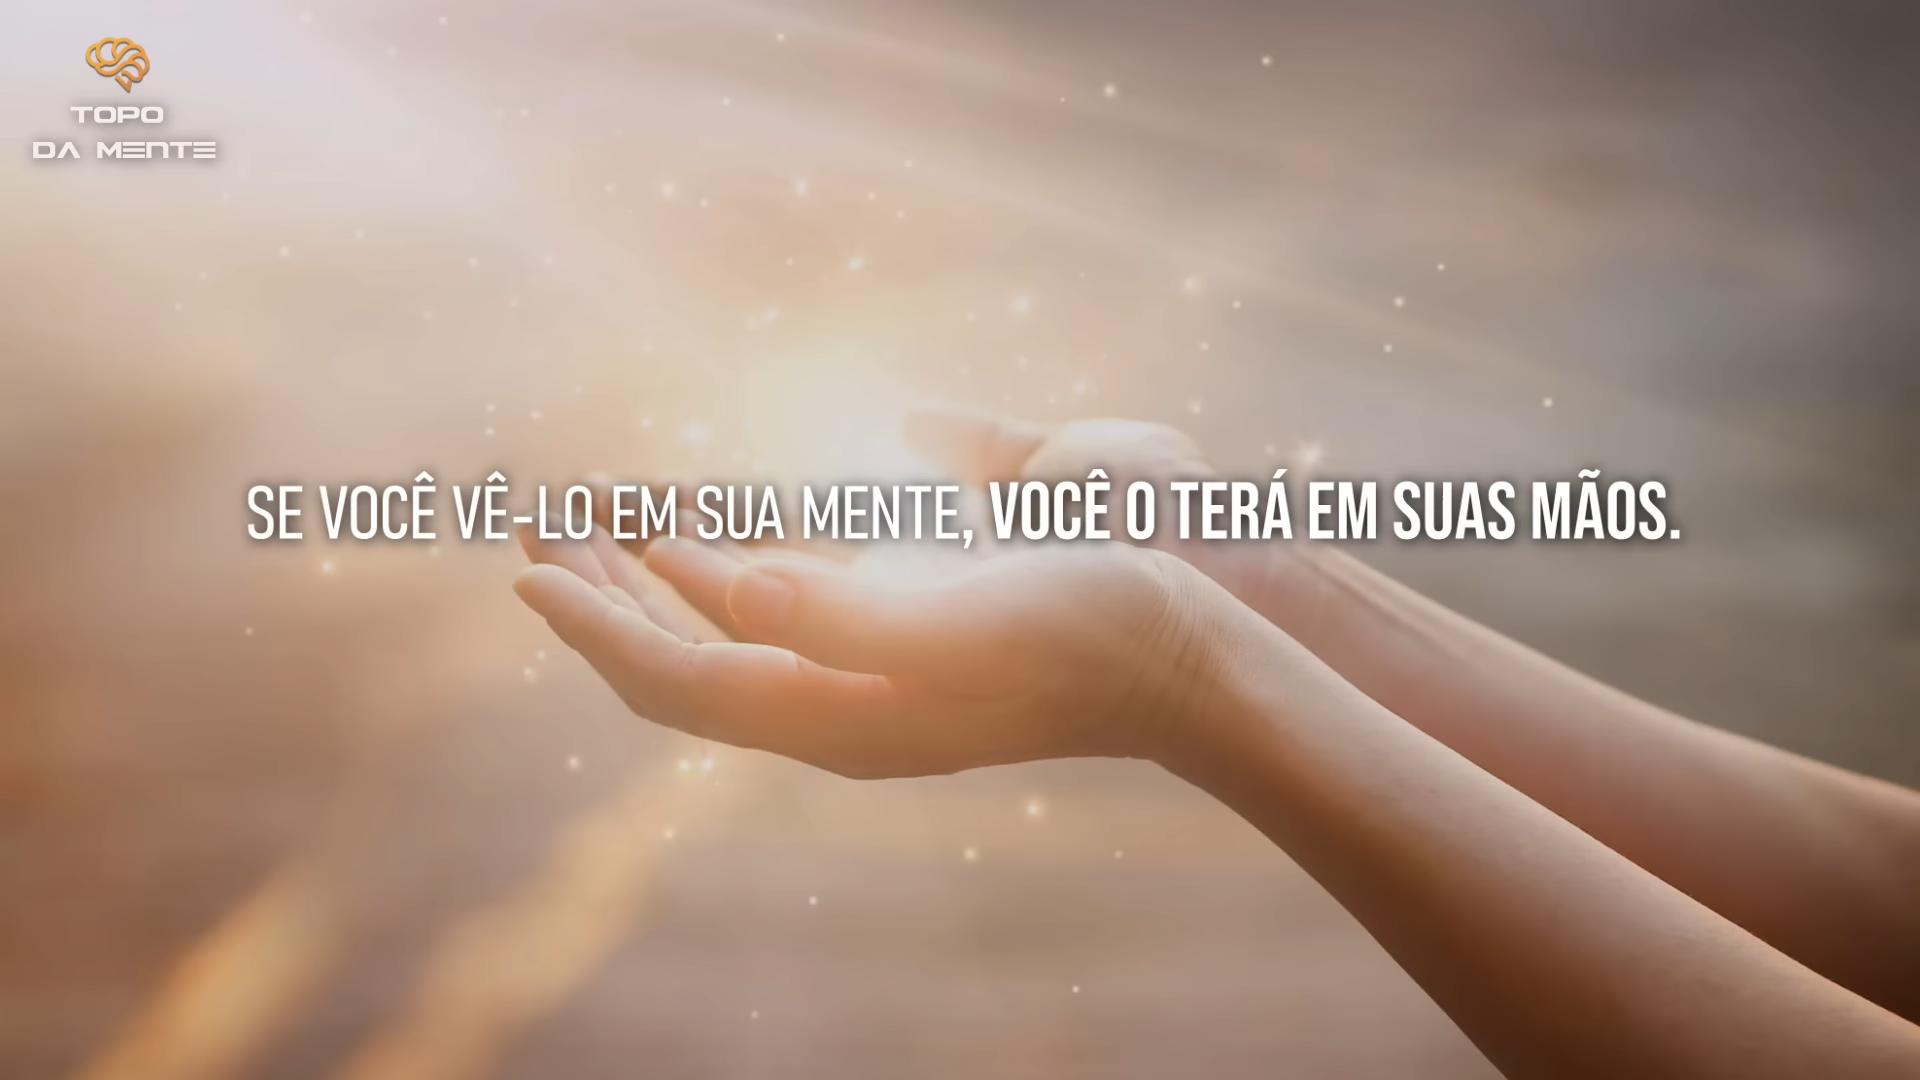 TOPO
DA MENTE
SE VOCÊ VÊ-LO EM SUA MENTE, VOCÊ O TERÁ EM SUAS MÃOS.